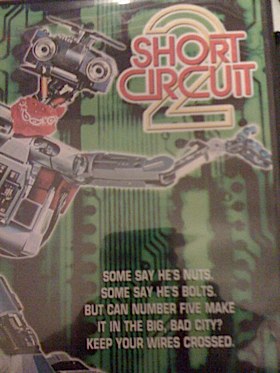 SHORT
CIRCUIT
2
SOME SAY HE'S NUTS.
SOME SAY HE'S BOLTS.
BUT CAN NUMBER FIVE MAKE
IT IN THE BIG, BAD CITY?
KEEP YOUR WIRES CROSSED.